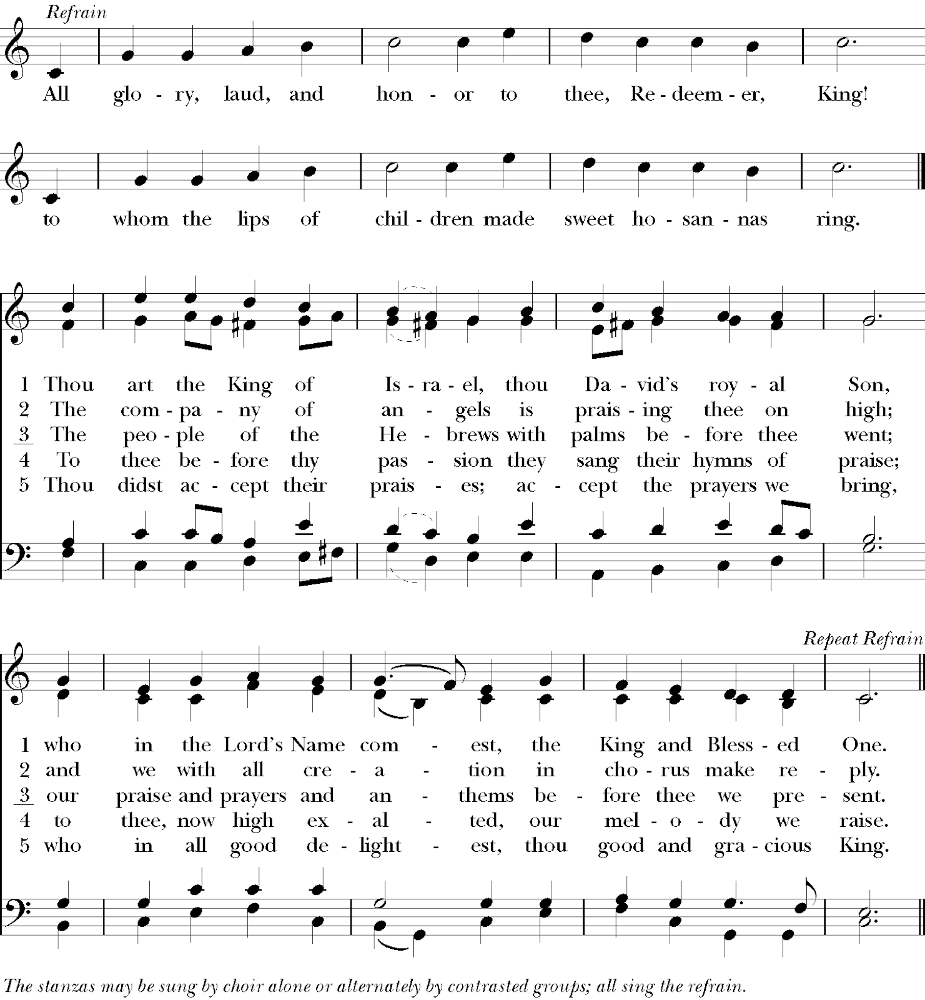 Refrain
All glo - ry, laud, and hon - or to thee, Re - deem - er, King!
to whom the lips of chil - dren made sweet ho - san - nas ring.
1 Thou art the King of Is - ra - el, thou Da - vid's roy - al Son,
2 The com - pa - ny of an - gels is prais - ing thee on high;
3 The peo - ple of the He - brews with palms be - fore thee went;
4 To thee be - fore thy pas - sion they sang their hymns of praise;
5 Thou didst ac - cept their prais - es; ac - cept the prayers we bring,
Repeat Refrain
1 who in the Lord's Name com - est, the King and Bless - ed One.
2 and we with all cre - a - tion in cho - rus make re - ply.
3 our praise and prayers and an - thems be - fore thee we pre - sent.
4 to thee, now high ex - al - ted, our mel - o - dy we raise.
5 who in all good de - light - est, thou good and gra - cious King.
The stanzas may be sung by choir alone or alternately by contrasted groups; all sing the refrain.